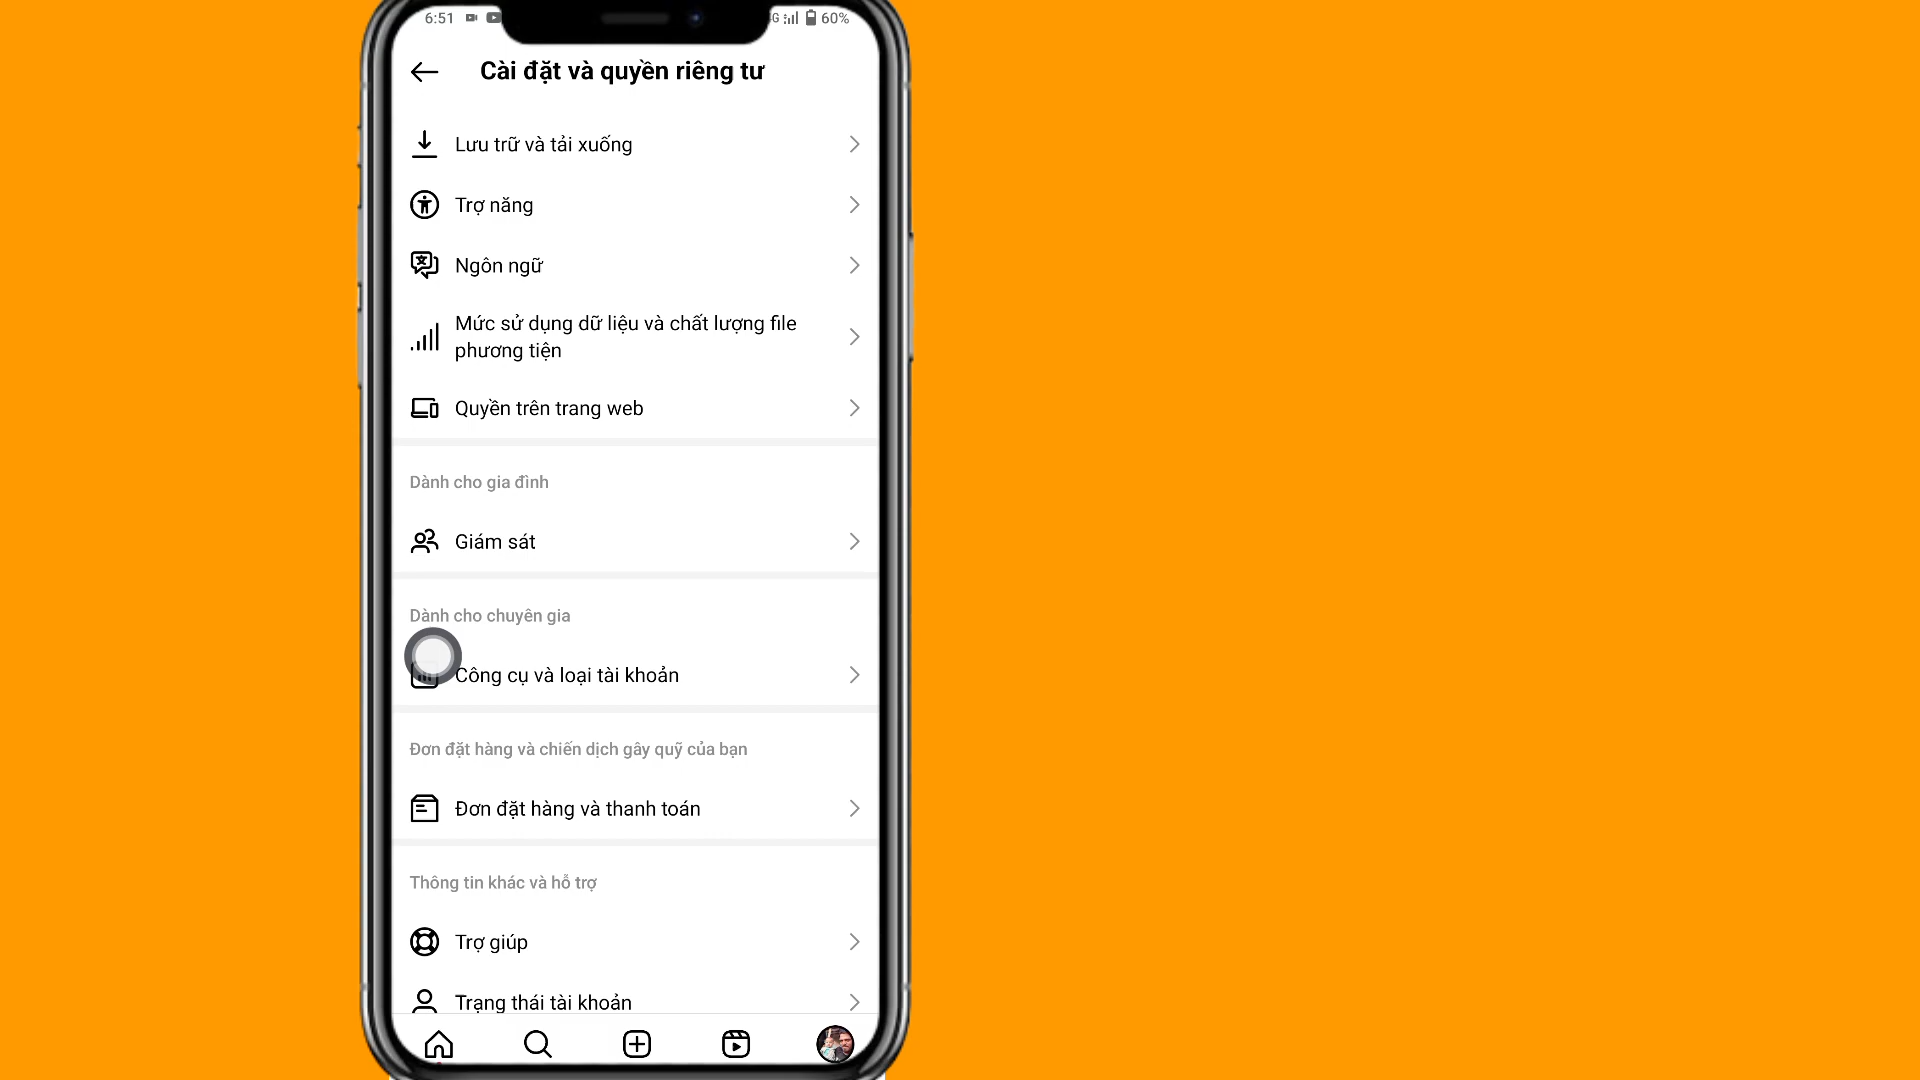 6:51
60%
Cài đặt và quyền riêng tư
Lưu trữ và tải xuống
Trợ năng
Ngôn ngữ
Mức sử dụng dữ liệu và chất lượng file
phương tiện
Quyền trên trang web
Dành cho gia đình
Giám sát
Dành cho chuyên gia
Công cụ và loại tài khoản
Đơn đặt hàng và chiến dịch gây quỹ của bạn
Đơn đặt hàng và thanh toán
Thông tin khác và hỗ trợ
Trợ giúp
Trạng thái tài khoản